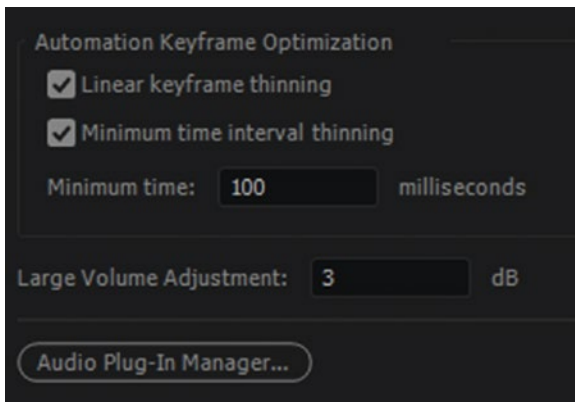 Automation Keyframe Optimization
Linear keyframe thinning
Minimum time interval thinning
Minimum time: 100 milliseconds
Large Volume Adjustment: 3 dB
Audio Plug-In Manager...